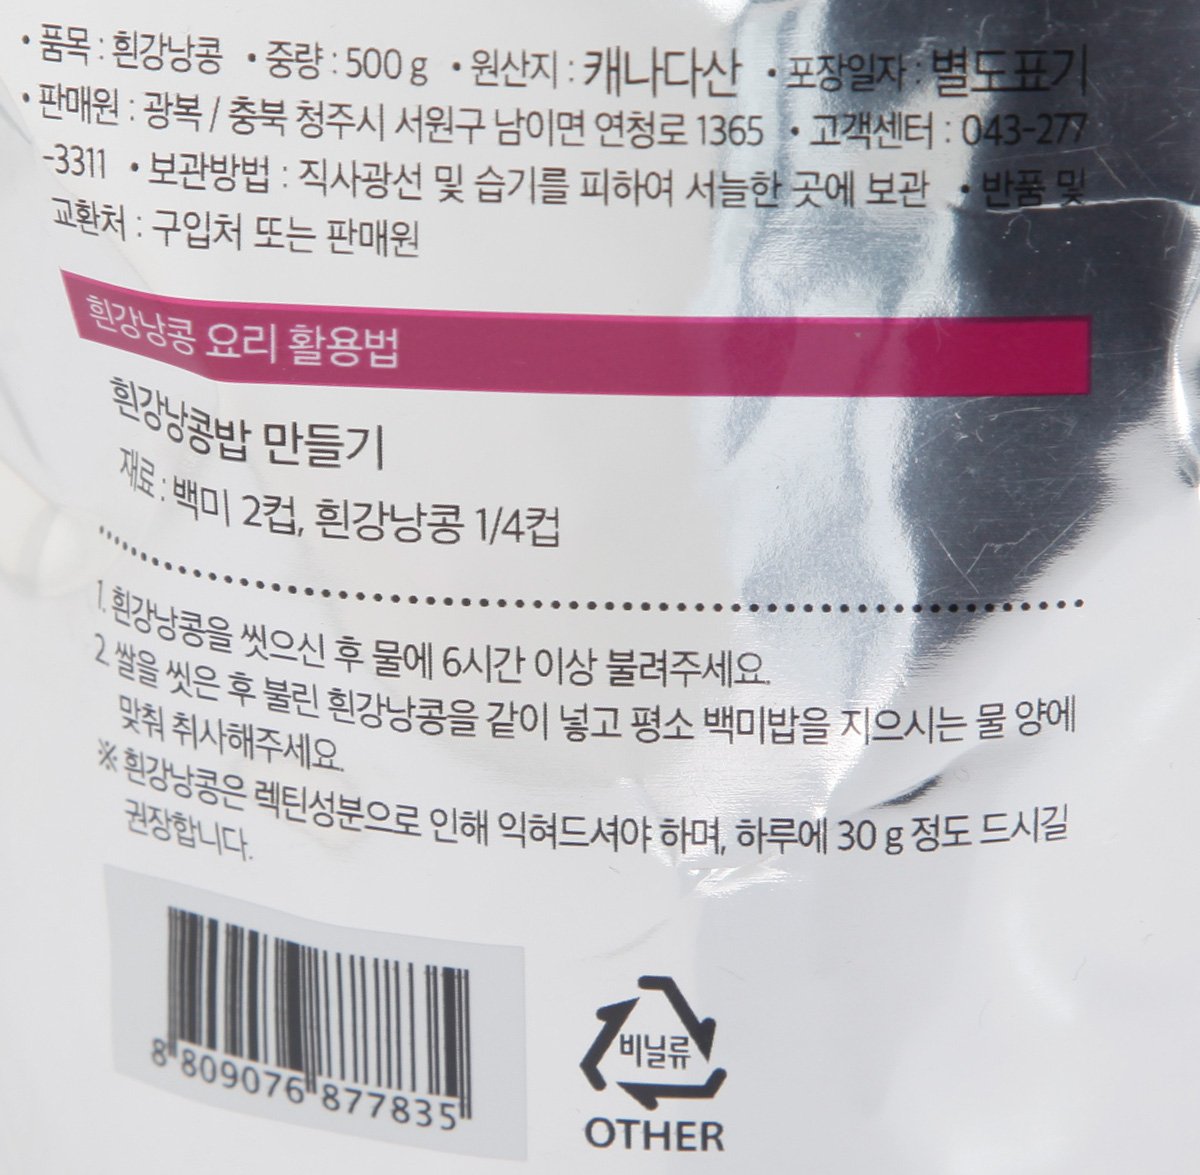 • 품목 : 흰강낭콩 • 중량 : 500 g • 원산지 : 캐나다산 • 포장일자 : 별도표기
• 판매원 : 광복 / 충북 청주시 서원구 남이면 연청로 1365 • 고객센터 : 043-277
-3311 • 보관방법 : 직사광선 및 습기를 피하여 서늘한 곳에 보관 • 반품 및
교환처 : 구입처 또는 판매원
흰강낭콩 요리 활용법
흰강낭콩밥 만들기
재료 : 백미 2컵, 흰강낭콩 1/4컵
1. 흰강낭콩을 씻으신 후 물에 6시간 이상 불려주세요.
2. 쌀을 씻은 후 불린 흰강낭콩을 같이 넣고 평소 백미밥을 지으시는 물 양에
맞춰 취사해주세요.
※ 흰강낭콩은 렉틴성분으로 인해 익혀드셔야 하며, 하루에 30 g 정도 드시길
권장합니다.
8 809076 877835
비닐류
OTHER